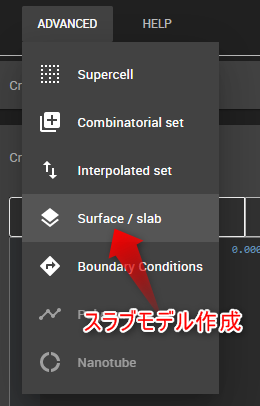 ADVANCED HELP
Cr
Supercell
Combinatorial set
Cr
Interpolated set
Surface / slab
0.000
Boundary Conditions
スラブモデル作成
Nanotube